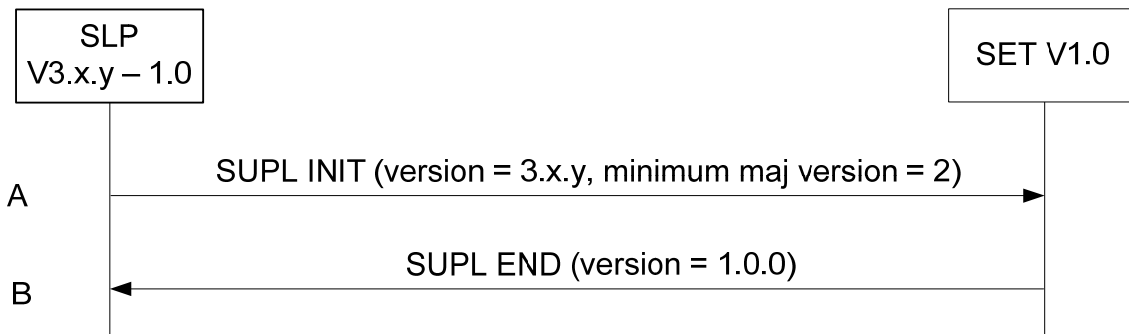 SLP
V3.x.y – 1.0
SET V1.0
SUPL INIT (version = 3.x.y, minimum maj version = 2)
A
SUPL END (version = 1.0.0)
B